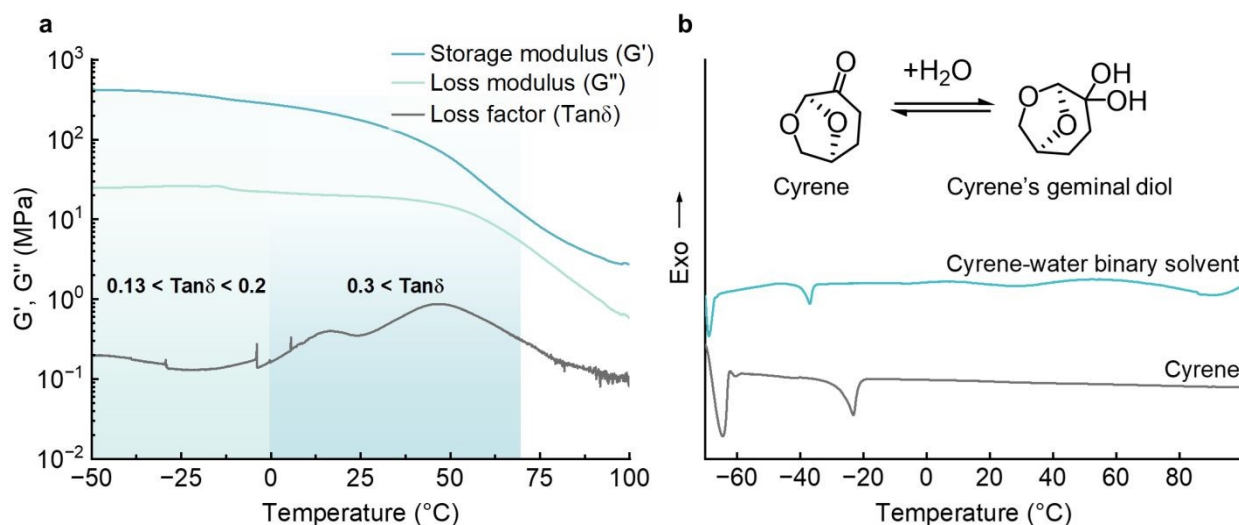 a
Storage modulus (G')
Loss modulus (G")
Loss factor (Tanδ)
10³
10²
10¹
10⁰
10⁻¹
10⁻²
G', G" (MPa)
0.13 < Tanδ < 0.2
0.3 < Tanδ
−50 −25 0 25 50 75 100
Temperature (°C)
b
O
O
O
+H₂O
O
O
OH
OH
Cyrene
Cyrene's geminal diol
Exo
Cyrene-water binary solvent
Cyrene
−60 −40 −20 0 20 40 60 80
Temperature (°C)